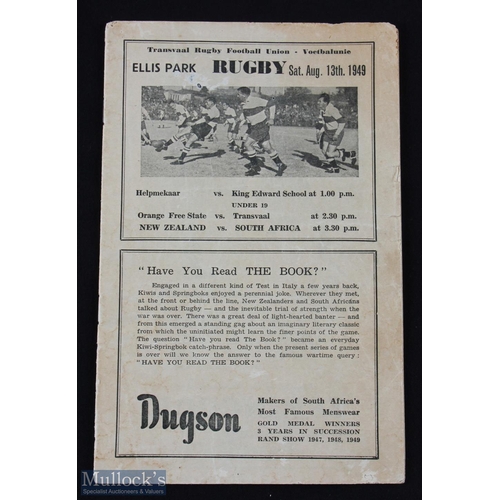 Transvaal Rugby Football Union - Voetbalunie
ELLIS PARK RUGBY Sat. Aug. 13th. 1949
Helpmekaar vs. King Edward School at 1.00 p.m.
UNDER 19
Orange Free State vs. Transvaal at 2.30 p.m.
NEW ZEALAND vs. SOUTH AFRICA at 3.30 p.m.
"Have You Read THE BOOK?"
Engaged in a different kind of Test in Italy a few years back,
Kiwis and Springboks enjoyed a perennial joke. Wherever they met,
at the front or behind the line, New Zealanders and South Africans
talked about Rugby — and the inevitable trial of strength when the
war was over. There was a great deal of light-hearted banter — and
from this emerged a standing gag about an imaginary literary classic
from which the uninitiated might learn the finer points of the game.
The question "Have you read The Book?" became an everyday
Kiwi-Springbok catch-phrase. Only when the present series of games
is over will we know the answer to the famous wartime query :
"HAVE YOU READ THE BOOK?"
Dugson
Makers of South Africa's
Most Famous Menswear
GOLD MEDAL WINNERS
3 YEARS IN SUCCESSION
RAND SHOW 1947, 1948, 1949
Mullock's
Specialist Auctioneers & Valuers